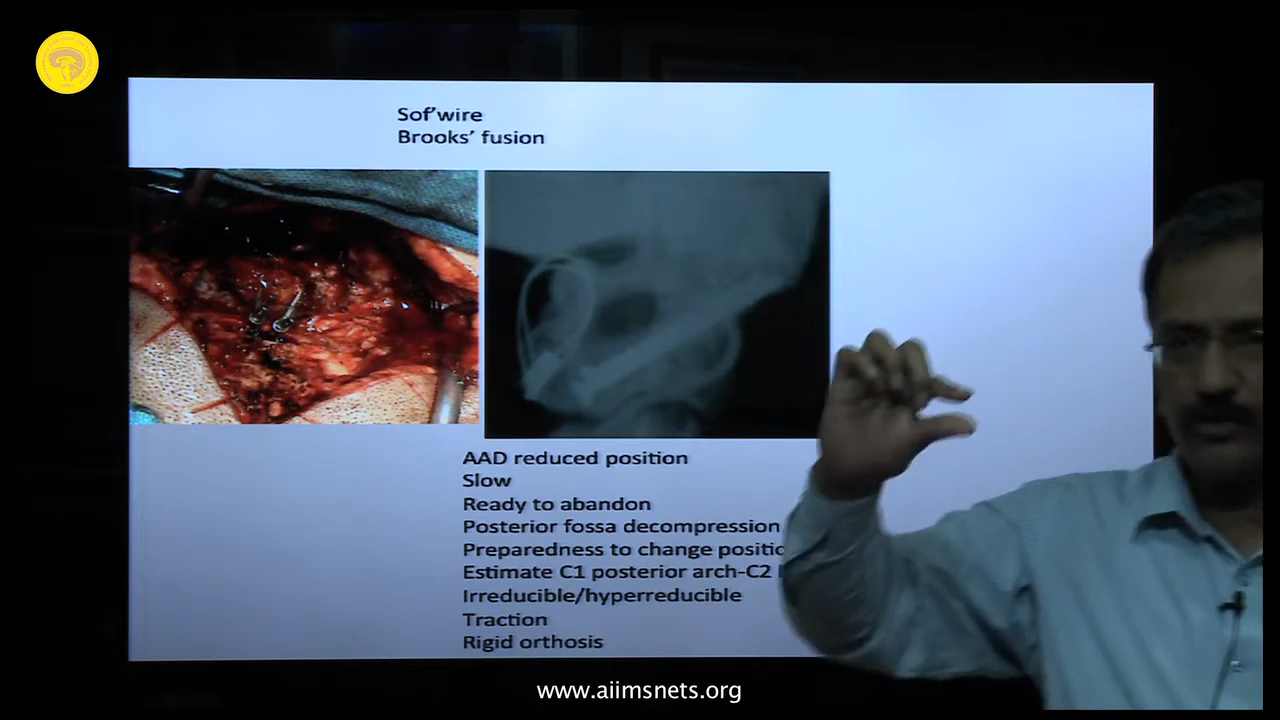 Sof'wire
Brooks' fusion
AAD reduced position
Slow
Ready to abandon
Posterior fossa decompression
Preparedness to change
Estimate C1 posterior arch-C2
Irreducible/hyperreducible
Traction
Rigid orthosis
www.aiimsnets.org